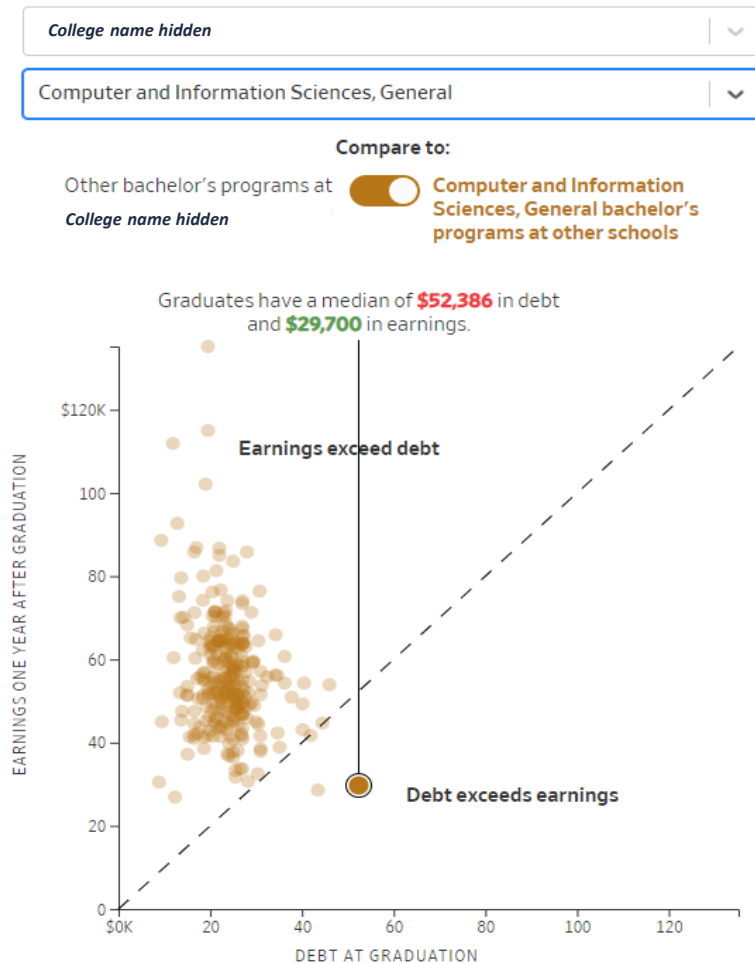 College name hidden
Computer and Information Sciences, General
Compare to:
Other bachelor's programs at
College name hidden
Computer and Information
Sciences, General bachelor's
programs at other schools
Graduates have a median of $52,386 in debt
and $29,700 in earnings.
EARNINGS ONE YEAR AFTER GRADUATION
$120K
100
80
60
40
20
0
Earnings exceed debt
Debt exceeds earnings
$0K 20 40 60 80 100 120
DEBT AT GRADUATION